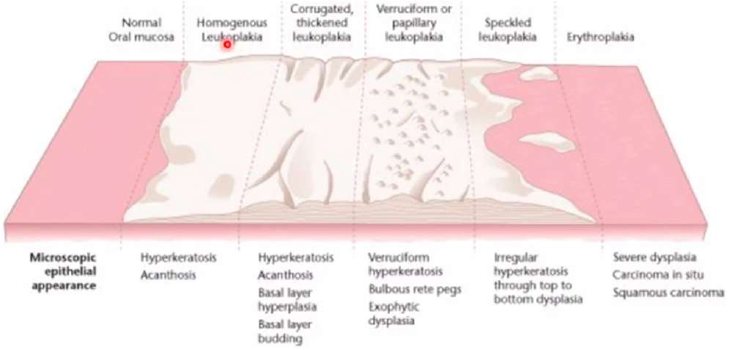 Normal
Oral mucosa
Homogenous
Leukoplakia
Corrugated,
thickened
leukoplakia
Verruciform or
papillary
leukoplakia
Speckled
leukoplakia
Erythroplakia
Microscopic
epithelial
appearance
Hyperkeratosis
Acanthosis
Hyperkeratosis
Acanthosis
Basal layer
hyperplasia
Basal layer
budding
Verruciform
hyperkeratosis
Bulbous rete pegs
Exophytic
dysplasia
Irregular
hyperkeratosis
through top to
bottom dysplasia
Severe dysplasia
Carcinoma in situ
Squamous carcinoma